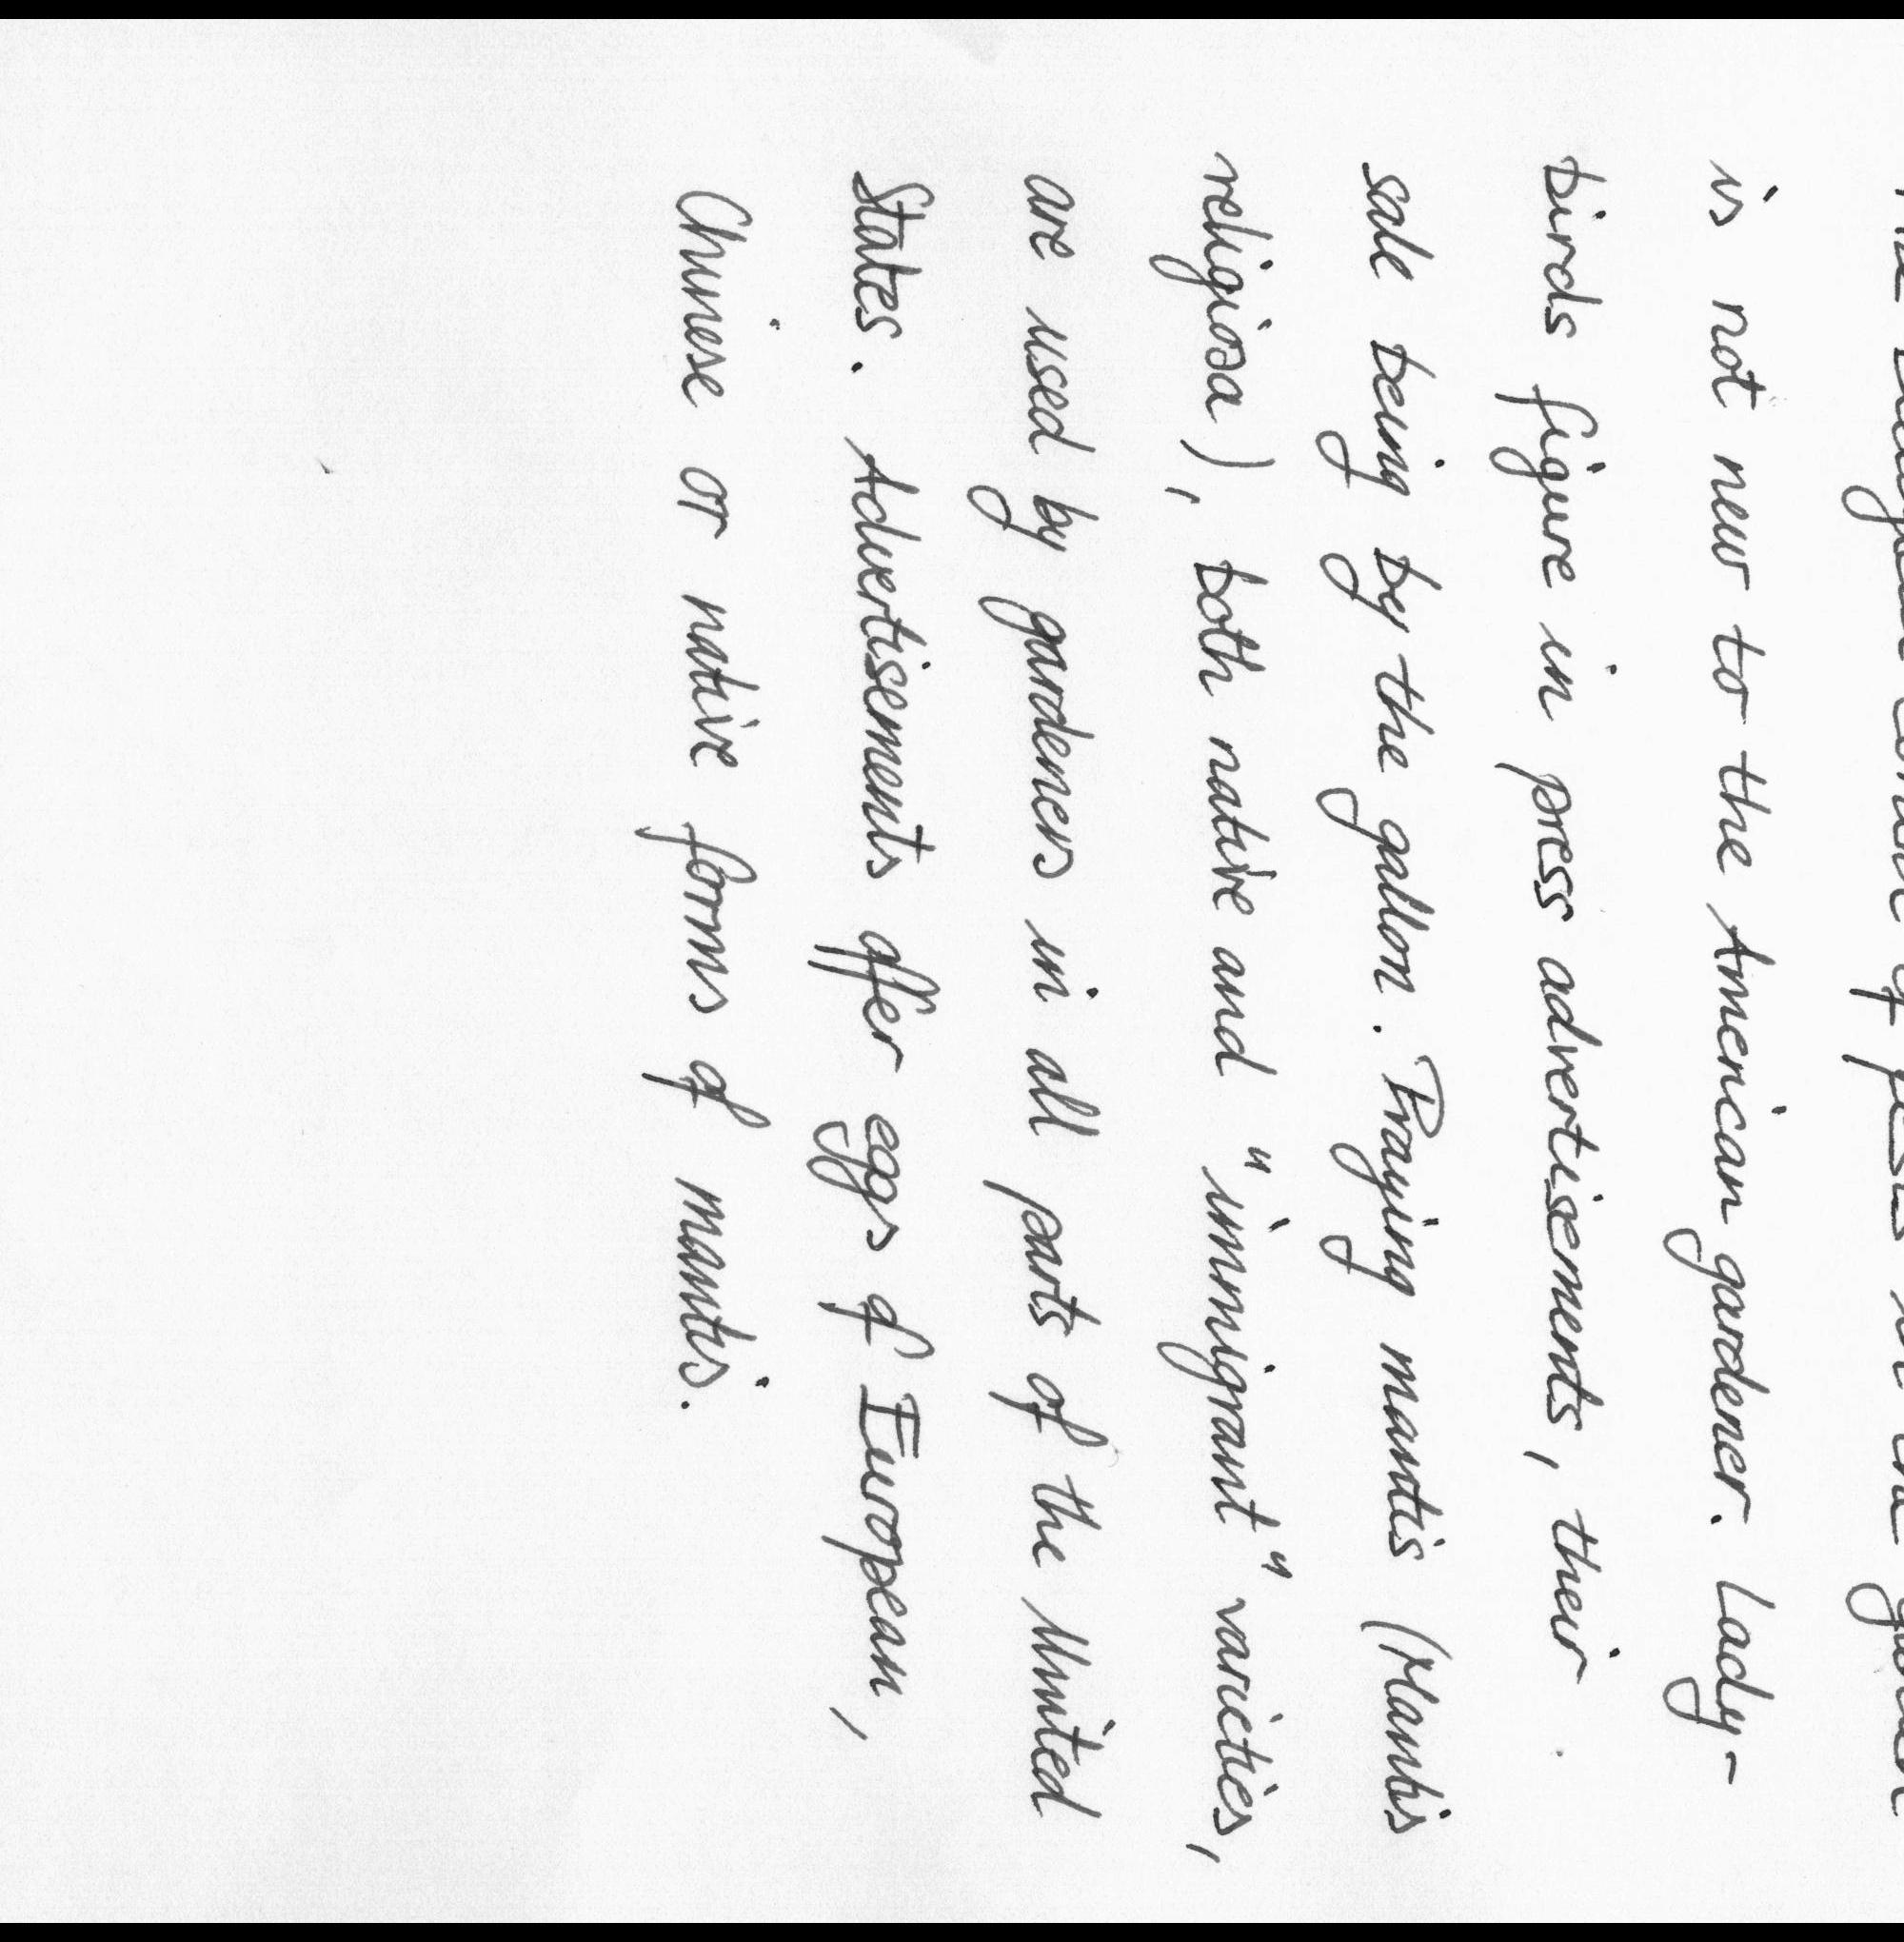 of pests in the
is not new to the American gardener. Lady-
birds figure in press advertisements, their
sale being by the gallon. Praying mantis (Mantis
religiosa), both native and "immigrant" varieties,
are used by gardeners in all parts of the United
States. Advertisements offer eggs of European,
Chinese or native forms of mantis.